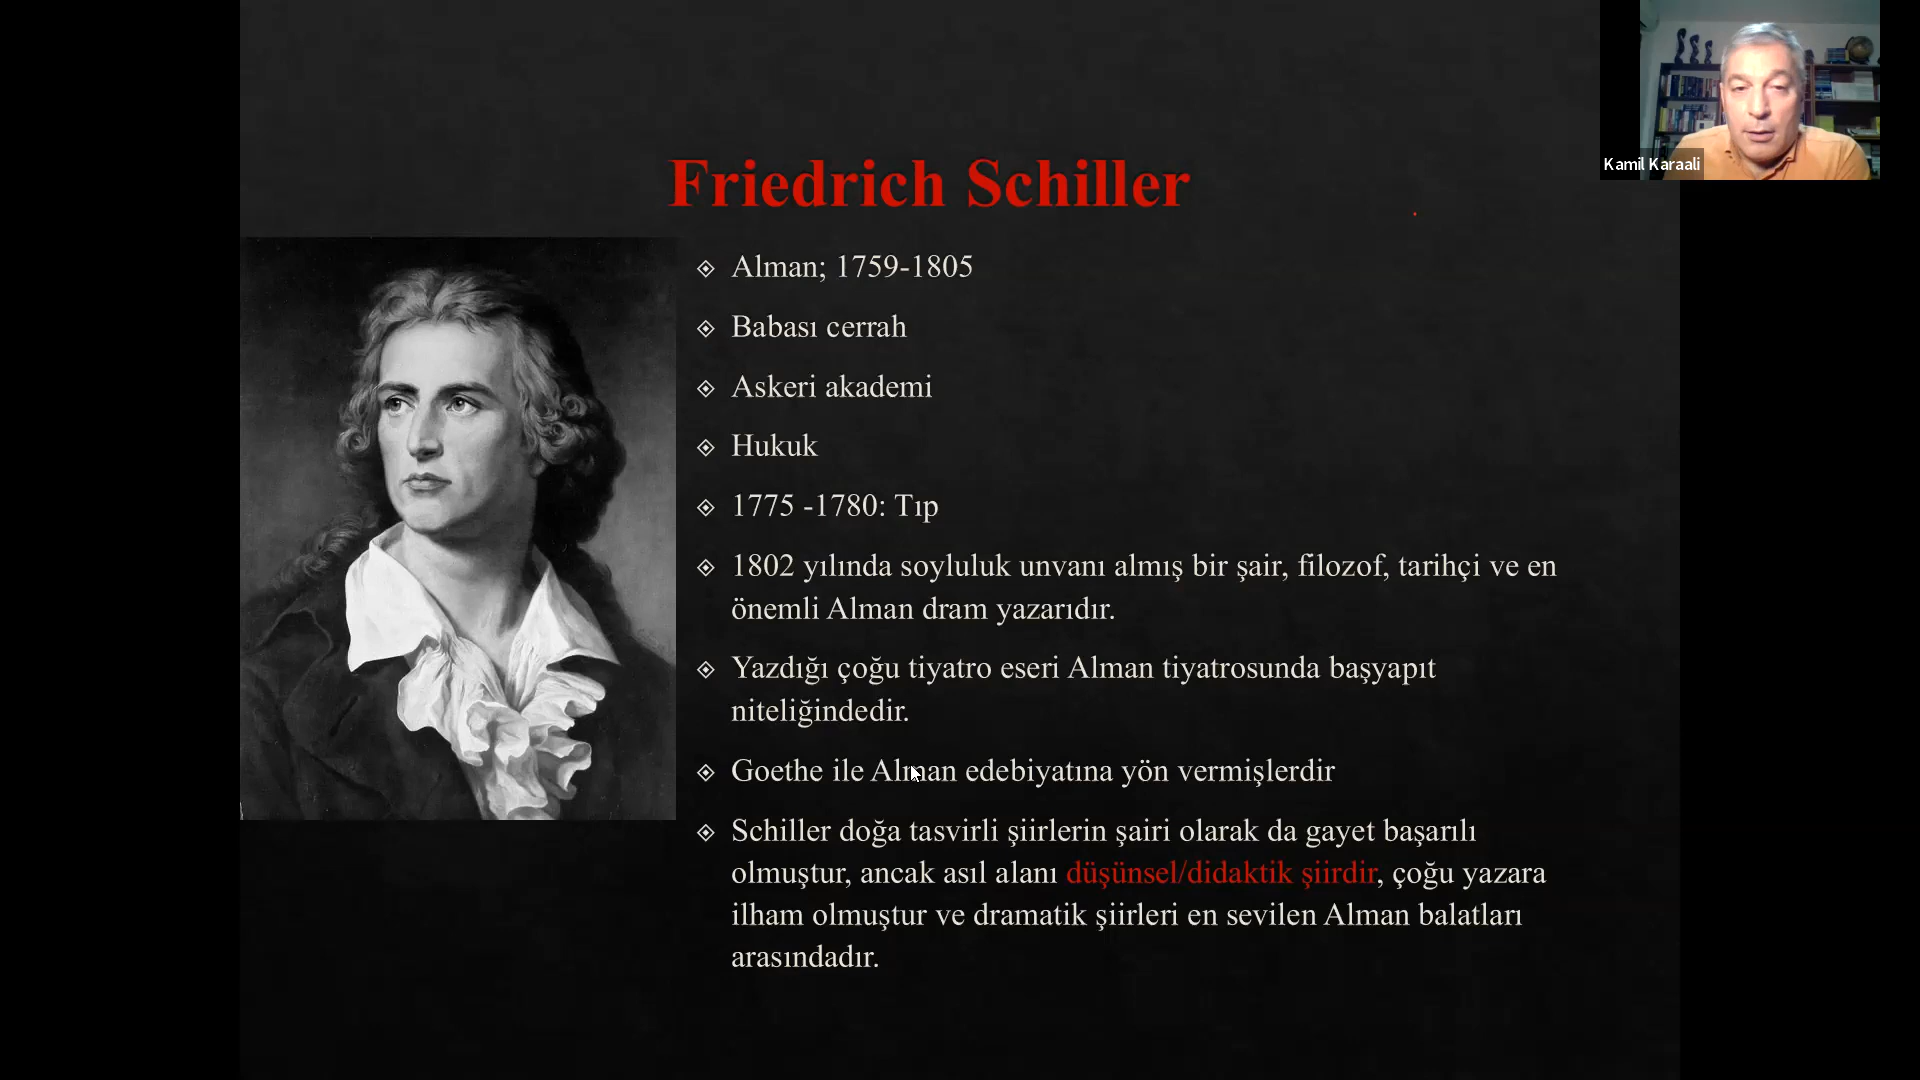 Kamil Karaali
Friedrich Schiller
Alman; 1759-1805
Babası cerrah
Askeri akademi
Hukuk
1775 -1780: Tıp
1802 yılında soyluluk unvanı almış bir şair, filozof, tarihçi ve en
önemli Alman dram yazarıdır.
Yazdığı çoğu tiyatro eseri Alman tiyatrosunda başyapıt
niteliğindedir.
Goethe ile Alman edebiyatına yön vermişlerdir
Schiller doğa tasvirli şiirlerin şairi olarak da gayet başarılı
olmuştur, ancak asıl alanı düşünsel/didaktik şiirdir, çoğu yazara
ilham olmuştur ve dramatik şiirleri en sevilen Alman balatları
arasındadır.